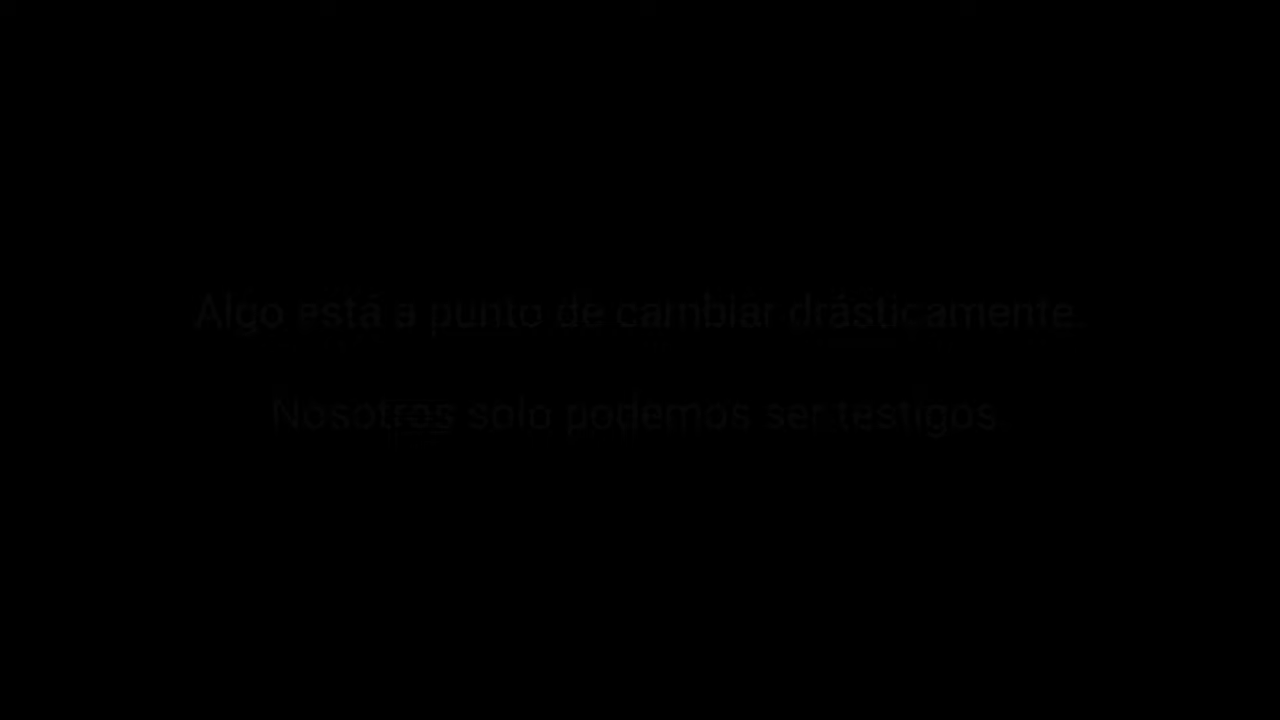 Algo está a punto de cambiar drásticamente.
Nosotros solo podemos ser testigos.